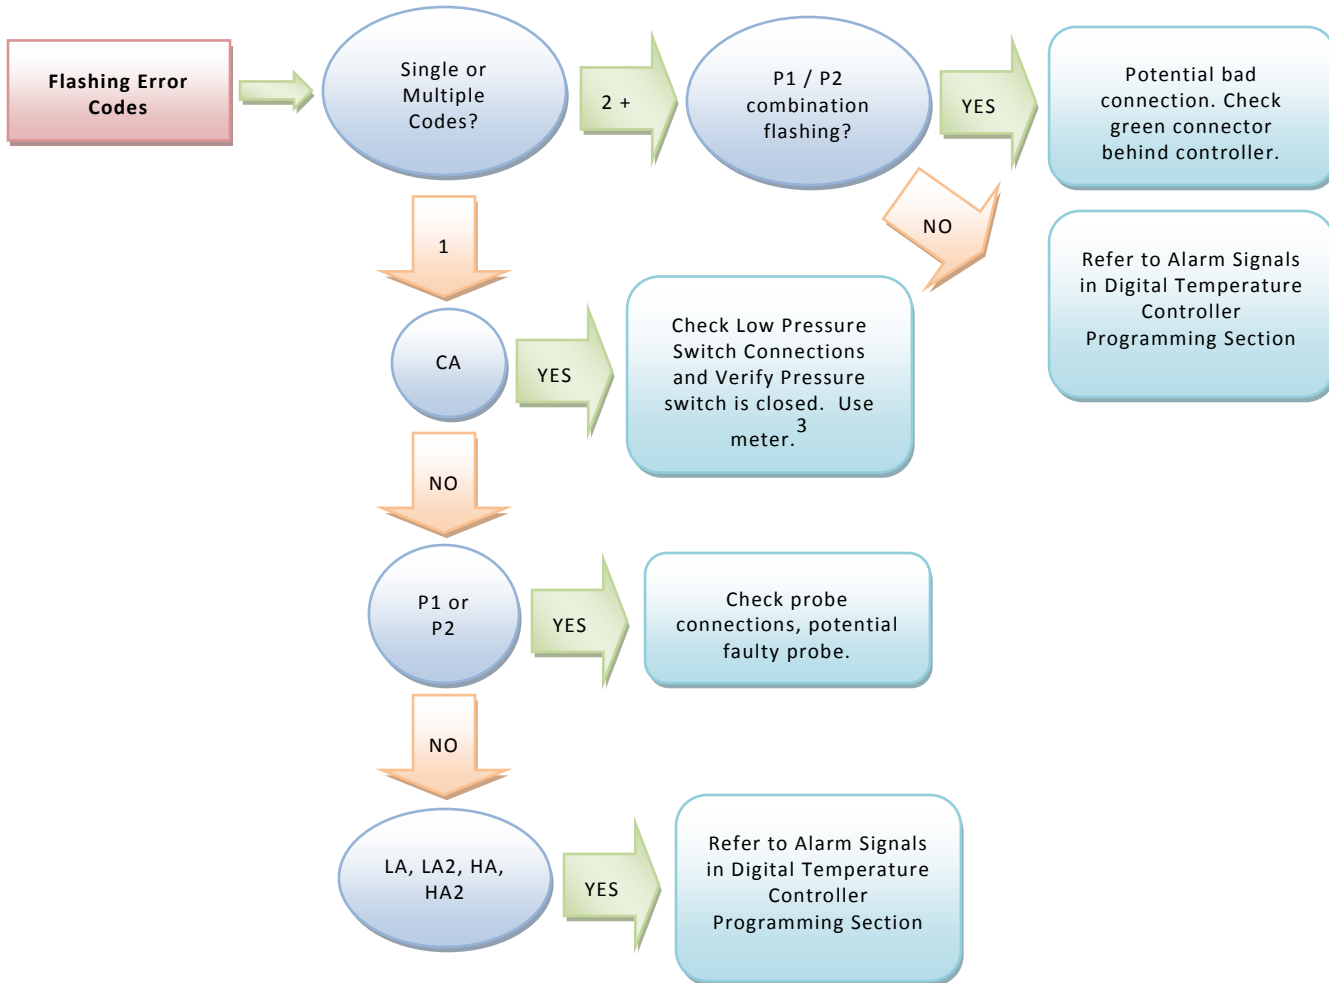 Flashing Error
Codes
Single or
Multiple
Codes?
2 +
P1 / P2
combination
flashing?
YES
Potential bad
connection. Check
green connector
behind controller.
NO
Refer to Alarm Signals
in Digital Temperature
Controller
Programming Section
1
CA
YES
Check Low Pressure
Switch Connections
and Verify Pressure
switch is closed.  Use
meter.3
NO
P1 or
P2
YES
Check probe
connections, potential
faulty probe.
NO
LA, LA2, HA,
HA2
YES
Refer to Alarm Signals
in Digital Temperature
Controller
Programming Section